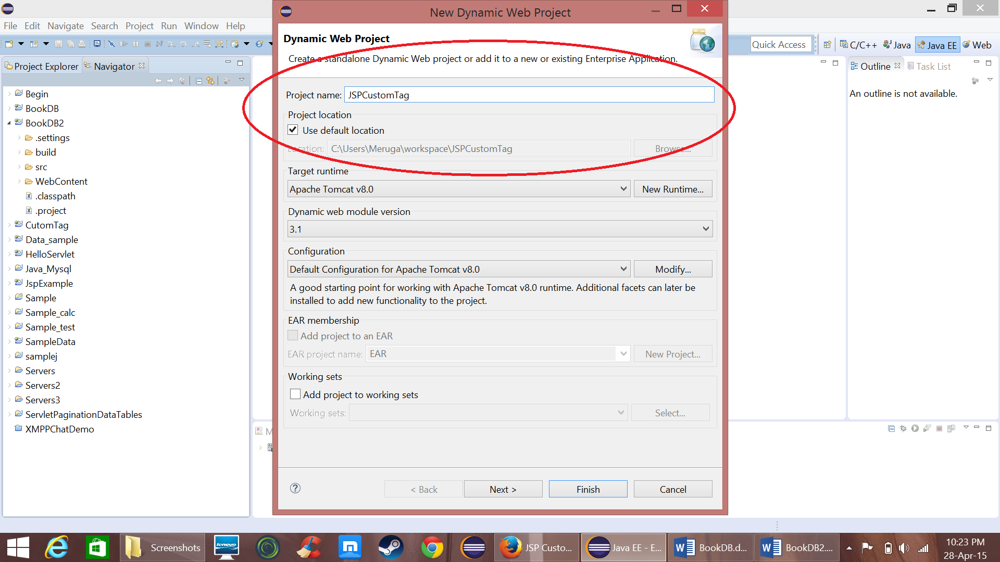 New Dynamic Web Project
File Edit Navigate Search Project Run Window Help
Quick Access
C/C++ Java Java EE Web
Project Explorer Navigator
Begin
BookDB
BookDB2
.settings
build
src
WebContent
.classpath
.project
CutomTag
Data_sample
HelloServlet
Java_Mysql
JspExample
Sample
Sample_calc
Sample_test
SampleData
samplej
Servers
Servers2
Servers3
ServletPaginationDataTables
XMPPChatDemo
Dynamic Web Project
Create a standalone Dynamic Web project or add it to a new or existing Enterprise Application.
Project name: JSPCustomTag
Project location
Use default location
Location: C:\Users\Meruga\workspace\JSPCustomTag Browse...
Target runtime
Apache Tomcat v8.0 New Runtime...
Dynamic web module version
3.1
Configuration
Default Configuration for Apache Tomcat v8.0 Modify...
A good starting point for working with Apache Tomcat v8.0 runtime. Additional facets can later be
installed to add new functionality to the project.
EAR membership
Add project to an EAR
EAR project name: EAR New Project...
Working sets
Add project to working sets
Working sets: Select...
< Back Next > Finish Cancel
Outline Task List
An outline is not available.
M
Screenshots
lenovo
JSP Custo...
Java EE - E...
BookDB.d...
BookDB2....
10:23 PM
28-Apr-15